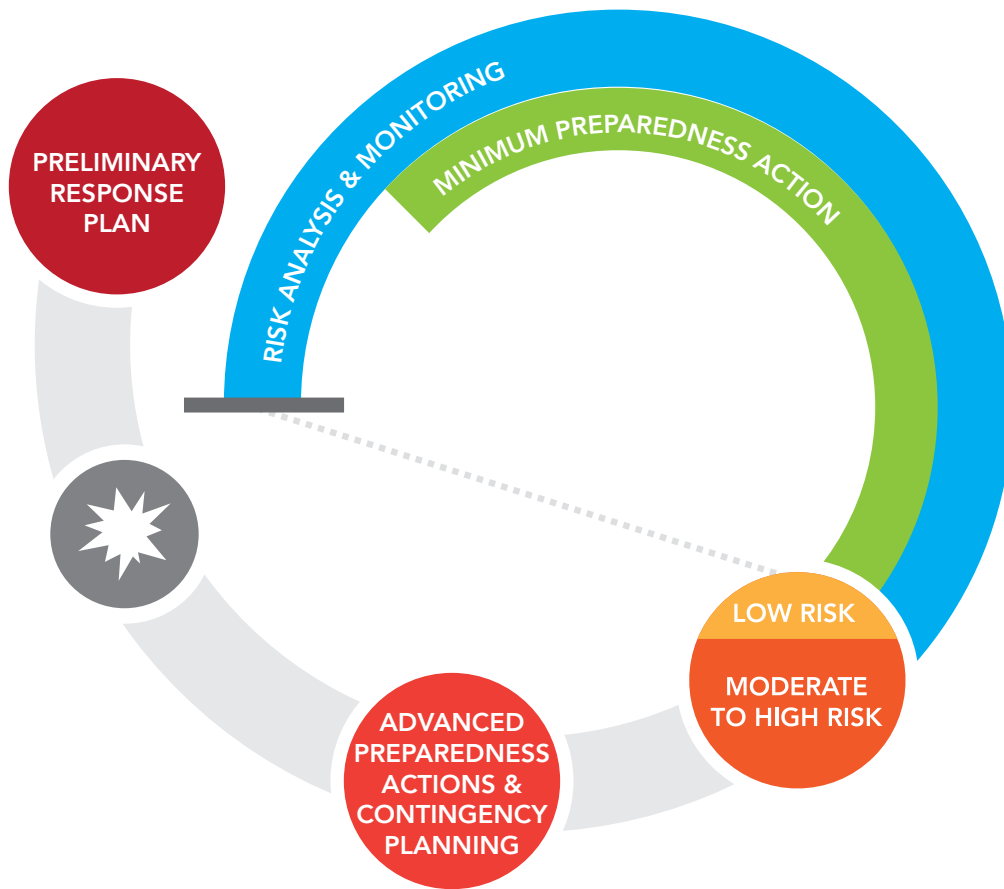 RISK ANALYSIS & MONITORING
MINIMUM PREPAREDNESS ACTION
LOW RISK
MODERATE
TO HIGH RISK
ADVANCED
PREPAREDNESS
ACTIONS &
CONTINGENCY
PLANNING
PRELIMINARY
RESPONSE
PLAN